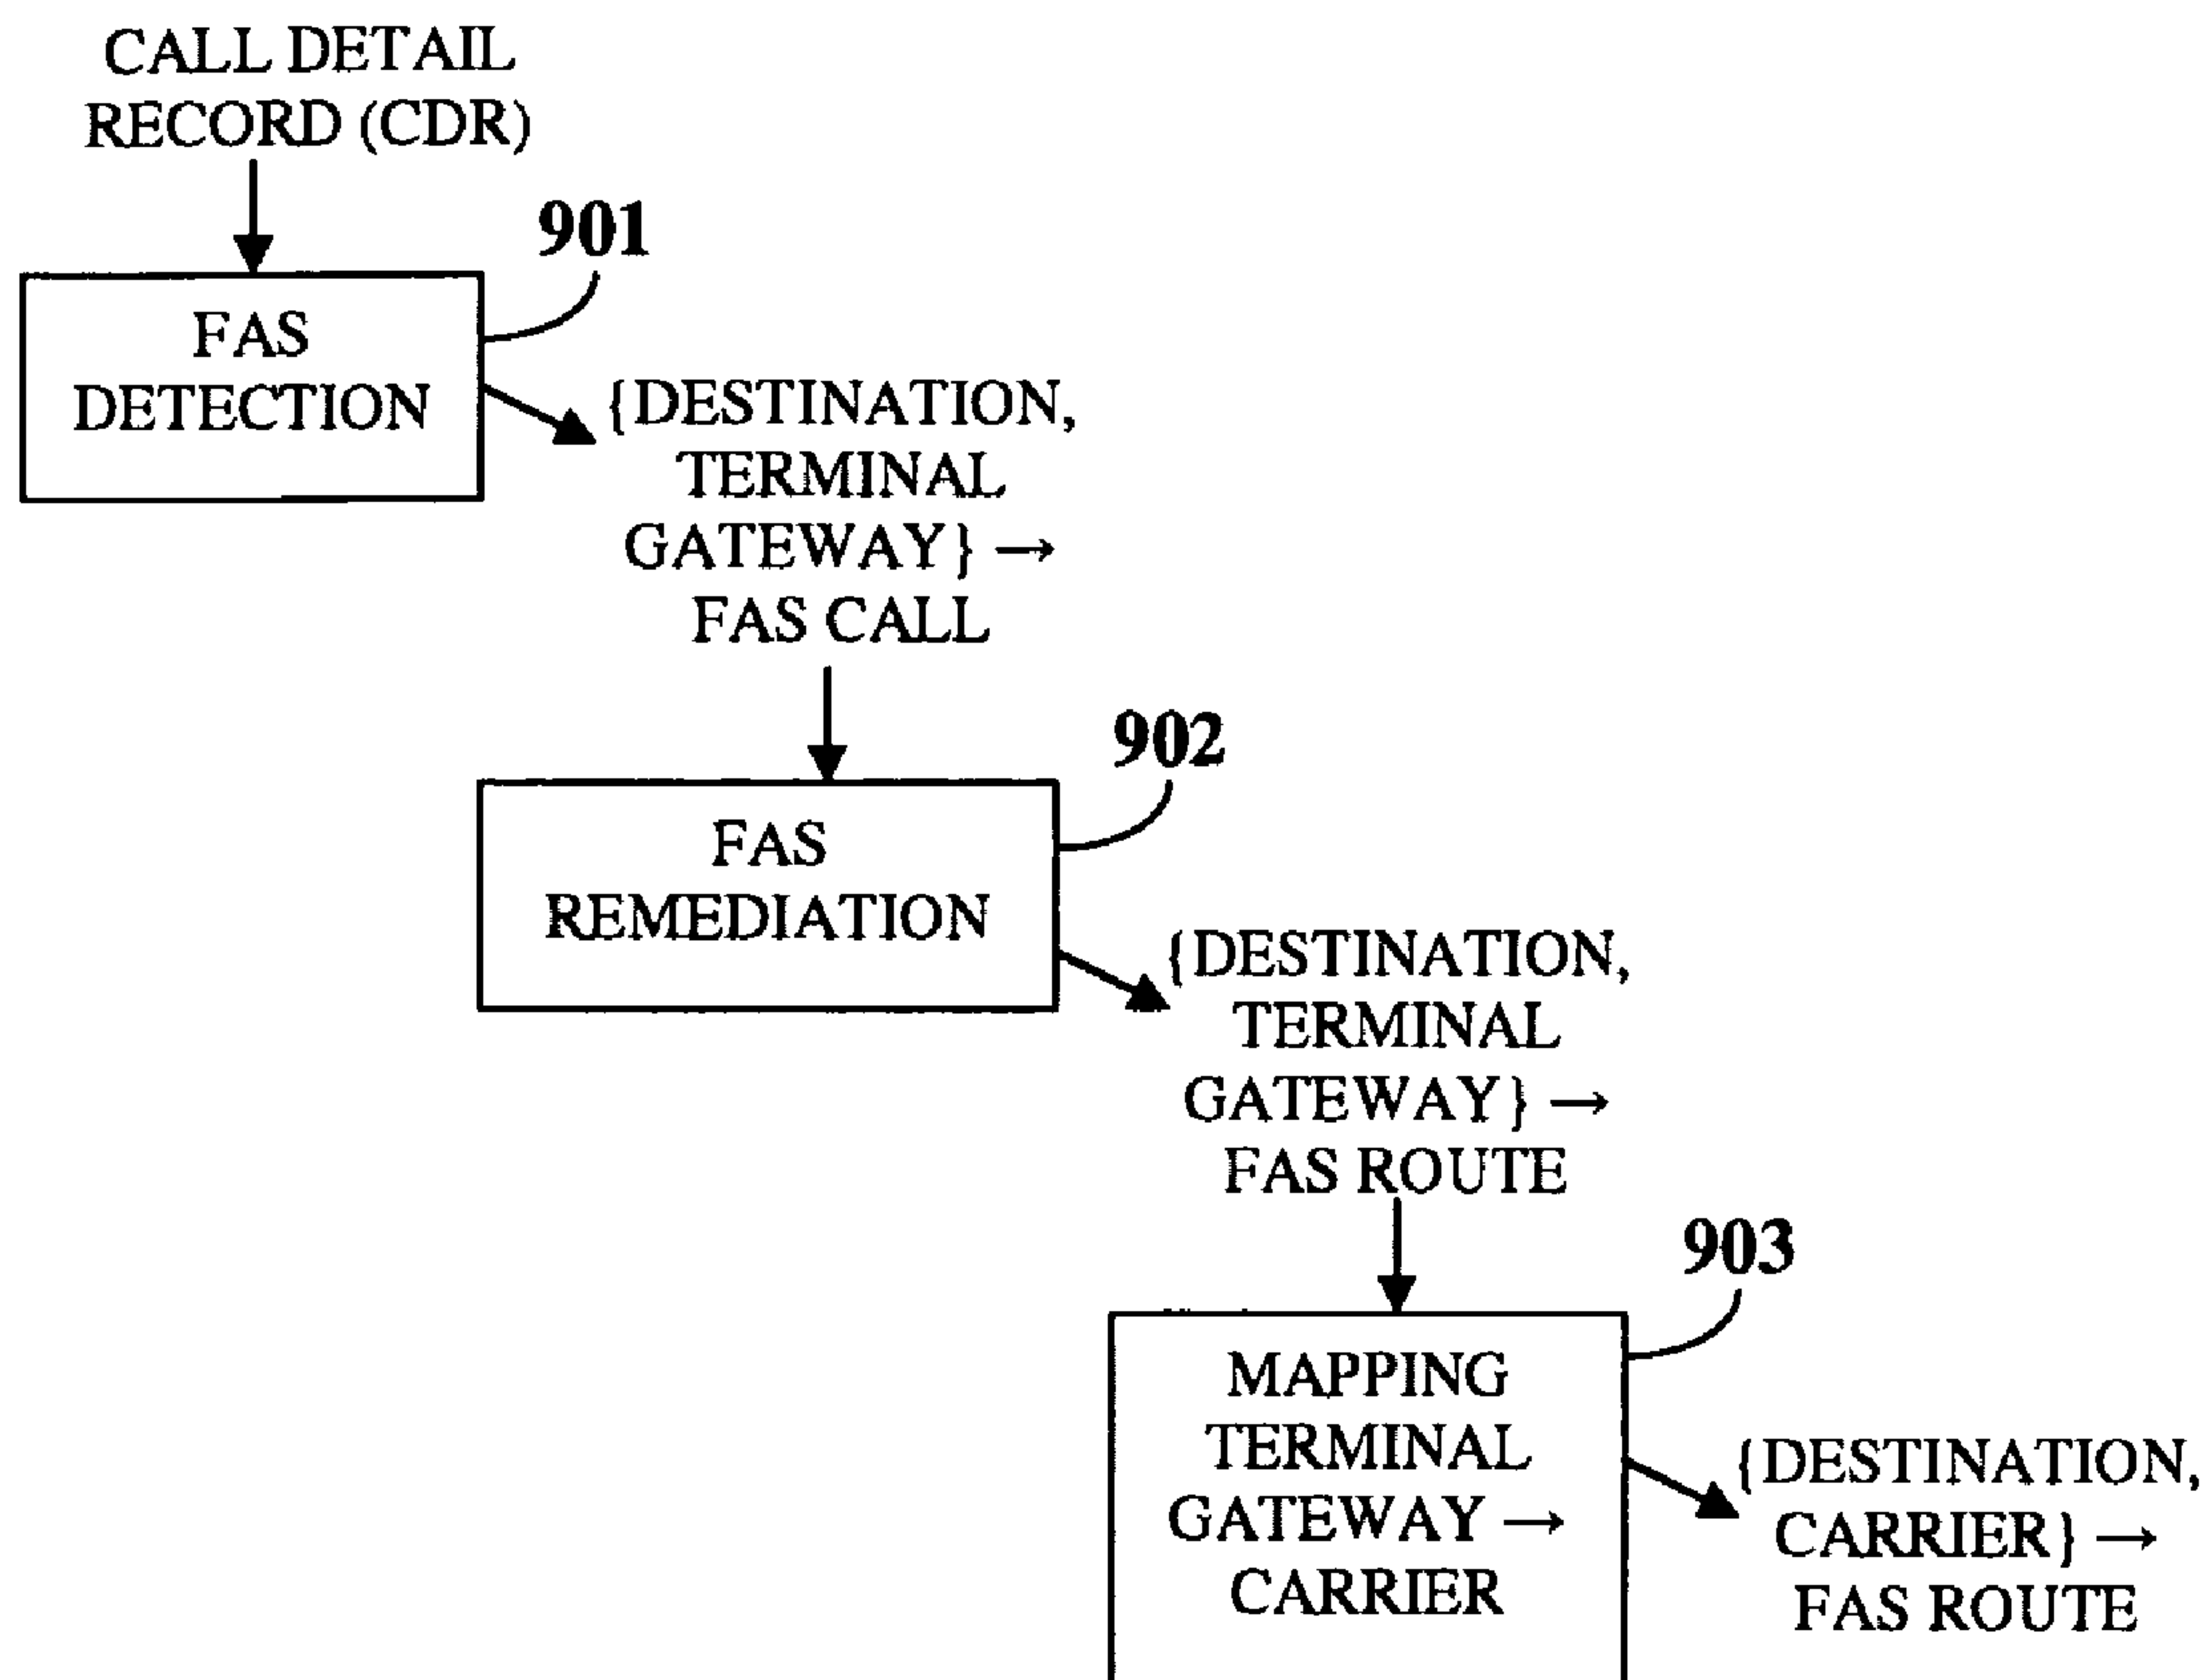 CALL DETAIL
RECORD (CDR)
901
FAS
DETECTION
{DESTINATION,
TERMINAL
GATEWAY} →
FAS CALL
902
FAS
REMEDIATION
{DESTINATION,
TERMINAL
GATEWAY} →
FAS ROUTE
903
MAPPING
TERMINAL
GATEWAY →
CARRIER
{DESTINATION,
CARRIER} →
FAS ROUTE